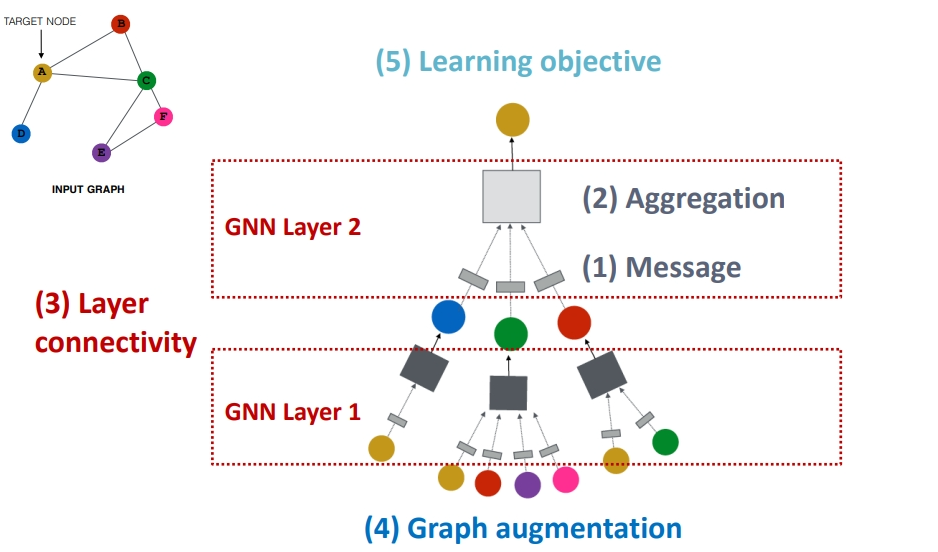 TARGET NODE
B
A
C
F
D
E
INPUT GRAPH
(5) Learning objective
(2) Aggregation
GNN Layer 2
(1) Message
(3) Layer
connectivity
GNN Layer 1
(4) Graph augmentation